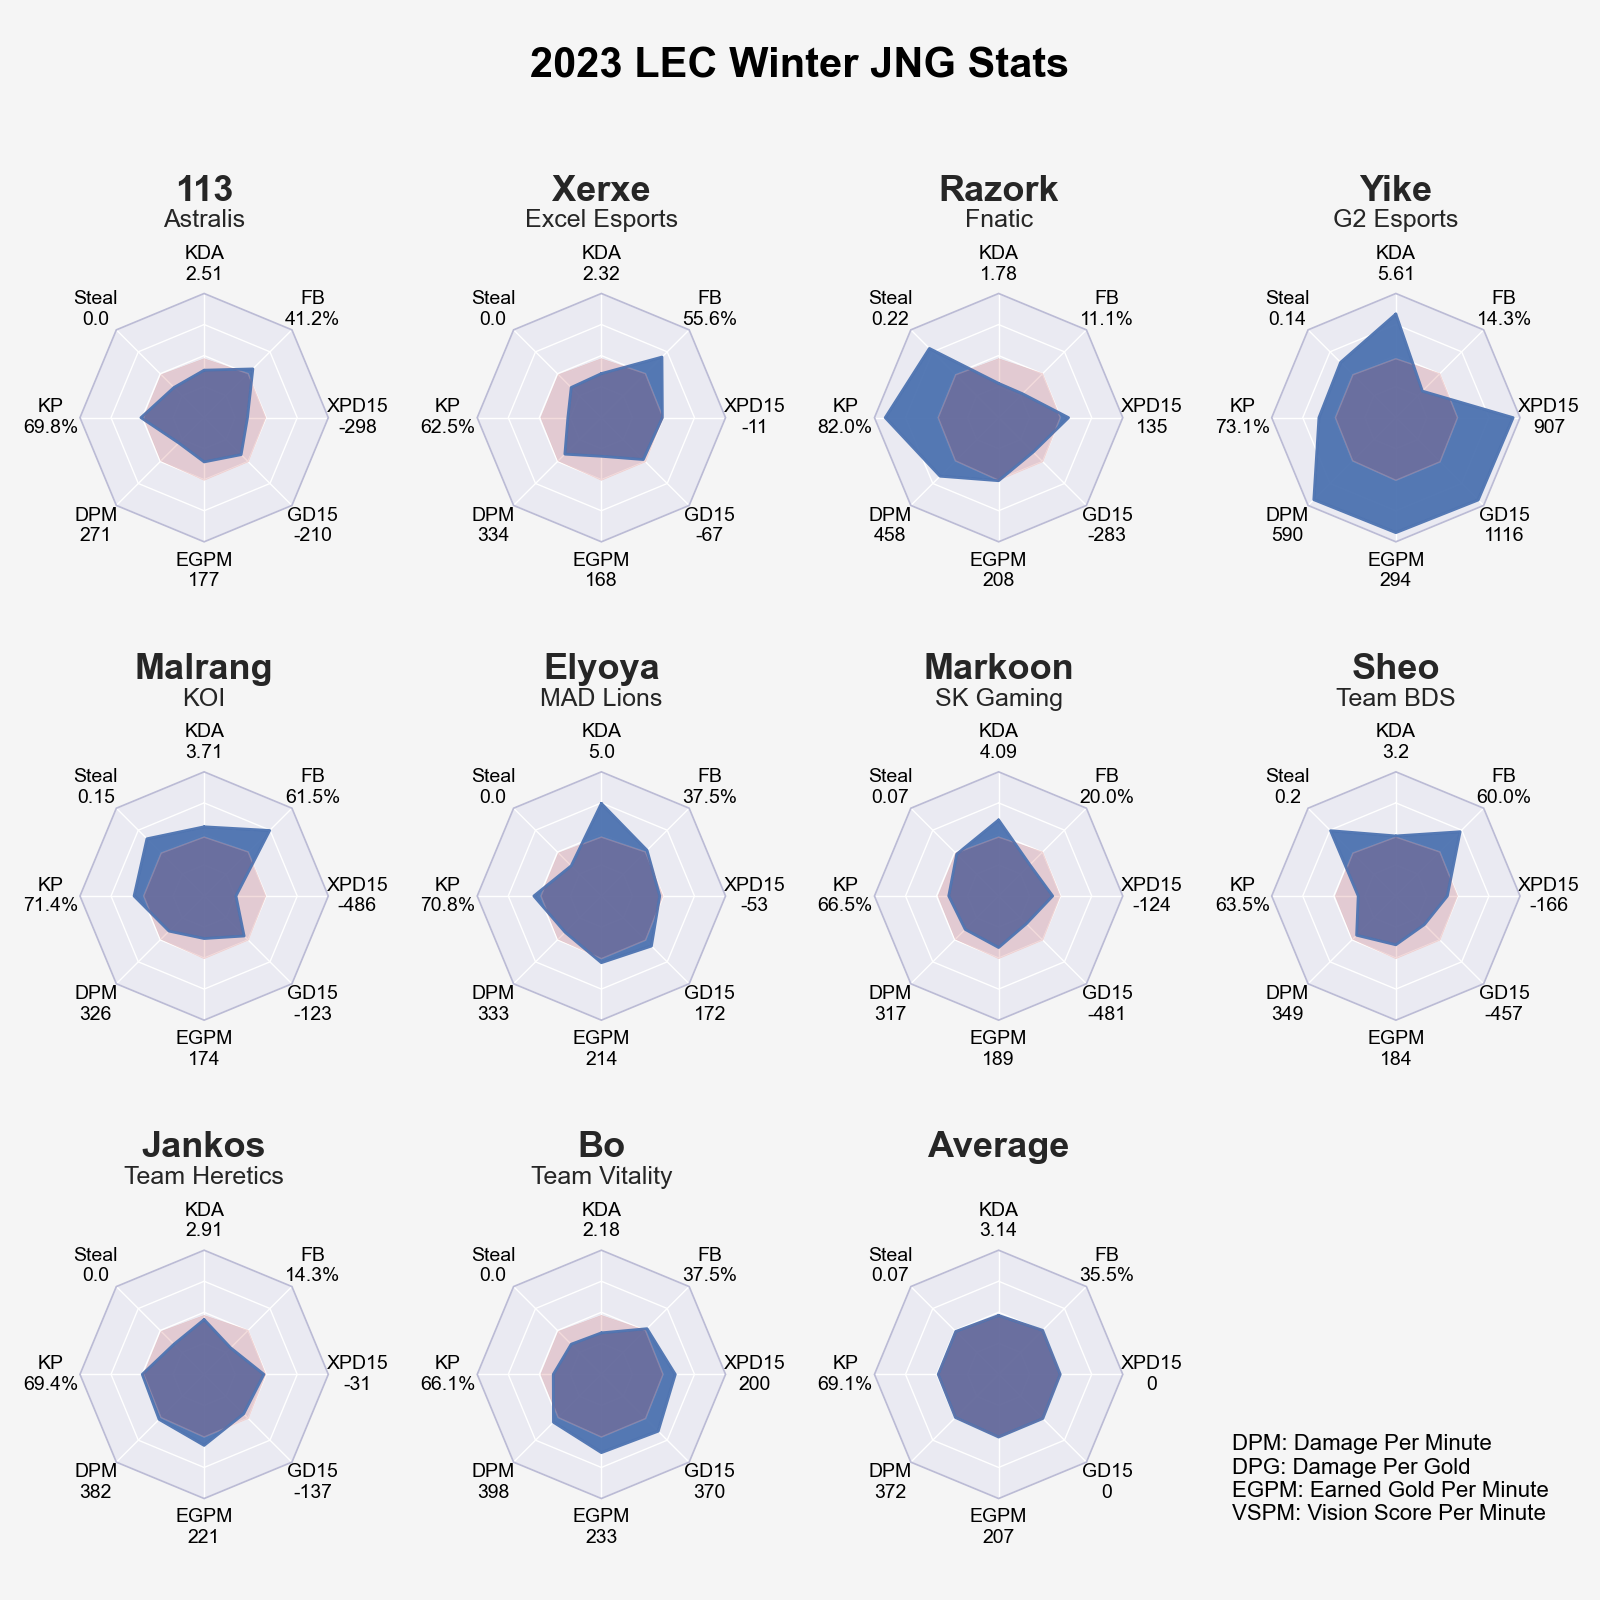 2023 LEC Winter JNG Stats
113
Astralis
KDA
2.51
FB
41.2%
XPD15
-298
GD15
-210
EGPM
177
DPM
271
KP
69.8%
Steal
0.0
Xerxe
Excel Esports
KDA
2.32
FB
55.6%
XPD15
-11
GD15
-67
EGPM
168
DPM
334
KP
62.5%
Steal
0.0
Razork
Fnatic
KDA
1.78
FB
11.1%
XPD15
135
GD15
-283
EGPM
208
DPM
458
KP
82.0%
Steal
0.22
Yike
G2 Esports
KDA
5.61
FB
14.3%
XPD15
907
GD15
1116
EGPM
294
DPM
590
KP
73.1%
Steal
0.14
Malrang
KOI
KDA
3.71
FB
61.5%
XPD15
-486
GD15
-123
EGPM
174
DPM
326
KP
71.4%
Steal
0.15
Elyoya
MAD Lions
KDA
5.0
FB
37.5%
XPD15
-53
GD15
172
EGPM
214
DPM
333
KP
70.8%
Steal
0.0
Markoon
SK Gaming
KDA
4.09
FB
20.0%
XPD15
-124
GD15
-481
EGPM
189
DPM
317
KP
66.5%
Steal
0.07
Sheo
Team BDS
KDA
3.2
FB
60.0%
XPD15
-166
GD15
-457
EGPM
184
DPM
349
KP
63.5%
Steal
0.2
Jankos
Team Heretics
KDA
2.91
FB
14.3%
XPD15
-31
GD15
-137
EGPM
221
DPM
382
KP
69.4%
Steal
0.0
Bo
Team Vitality
KDA
2.18
FB
37.5%
XPD15
200
GD15
370
EGPM
233
DPM
398
KP
66.1%
Steal
0.0
Average
KDA
3.14
FB
35.5%
XPD15
0
GD15
0
EGPM
207
DPM
372
KP
69.1%
Steal
0.07
DPM: Damage Per Minute
DPG: Damage Per Gold
EGPM: Earned Gold Per Minute
VSPM: Vision Score Per Minute